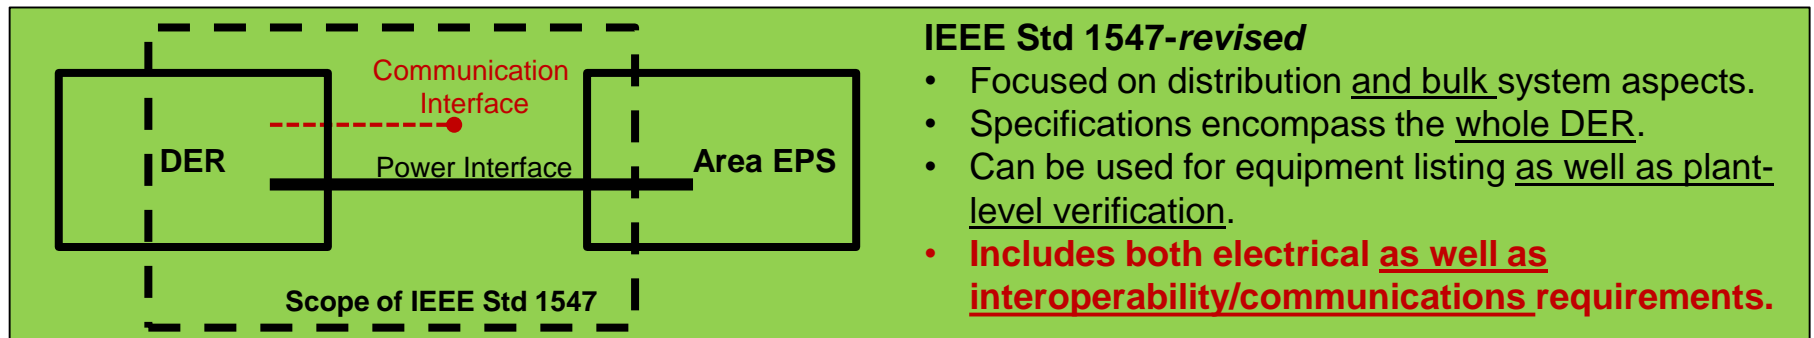 Communication
Interface
DER
Power Interface
Area EPS
Scope of IEEE Std 1547
IEEE Std 1547-revised
• Focused on distribution and bulk system aspects.
• Specifications encompass the whole DER.
• Can be used for equipment listing as well as plant-
level verification.
• Includes both electrical as well as
interoperability/communications requirements.